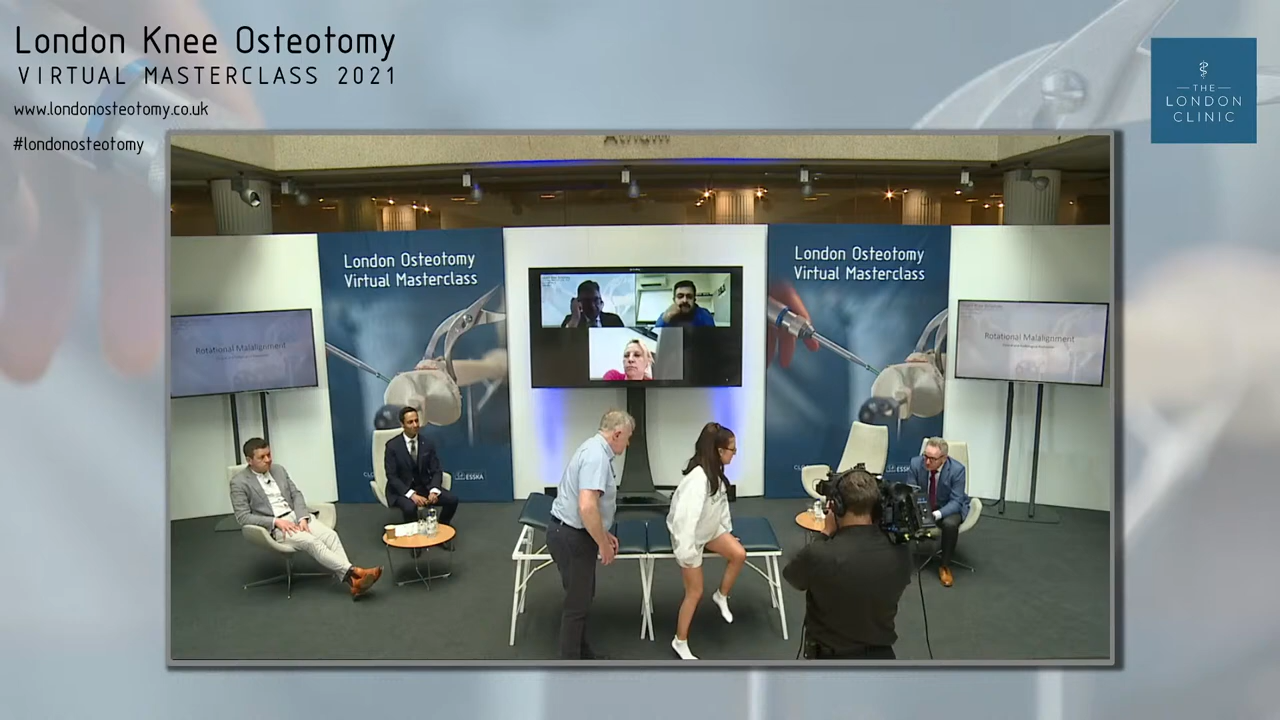 London Knee Osteotomy
VIRTUAL MASTERCLASS 2021
www.londonosteotomy.co.uk
#londonosteotomy
THE
LONDON
CLINIC
London Osteotomy
Virtual Masterclass
London Osteotomy
Virtual Masterclass
Rotational Malalignment
Rotational Malalignment
ESSKA